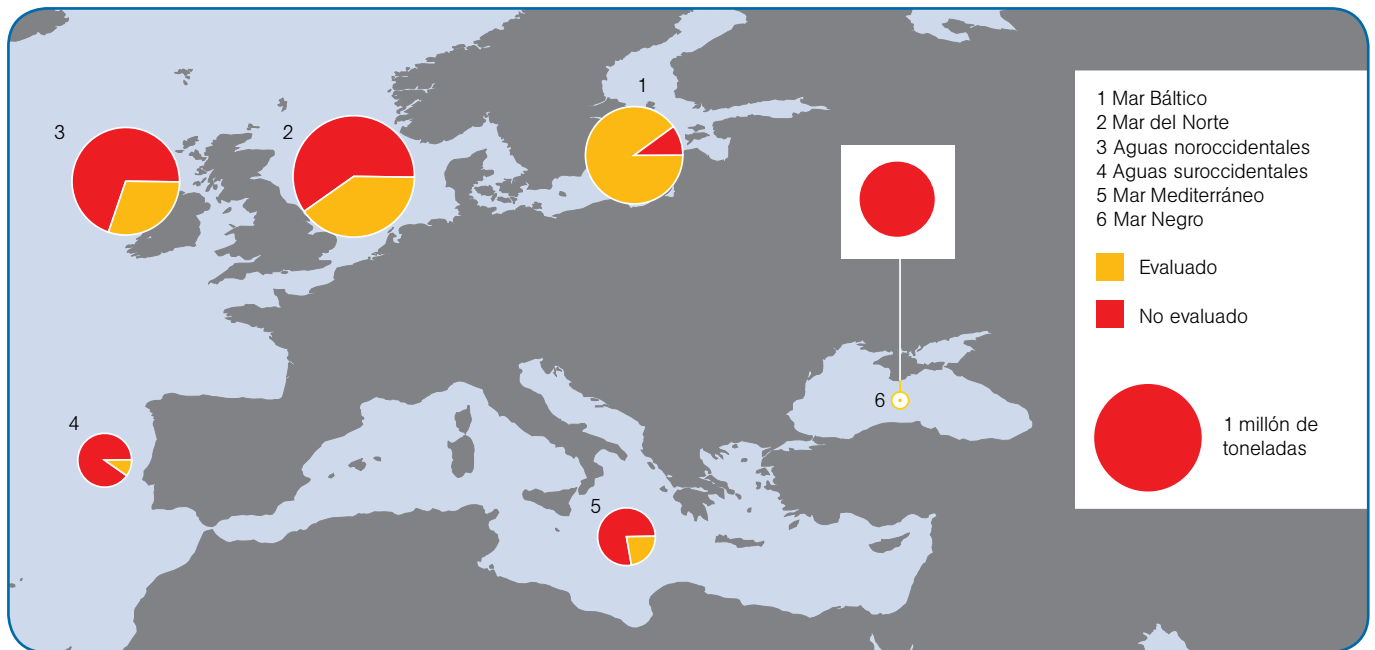 1
2
3
4
5
6
1 Mar Báltico
2 Mar del Norte
3 Aguas noroccidentales
4 Aguas suroccidentales
5 Mar Mediterráneo
6 Mar Negro
Evaluado
No evaluado
1 millón de
toneladas